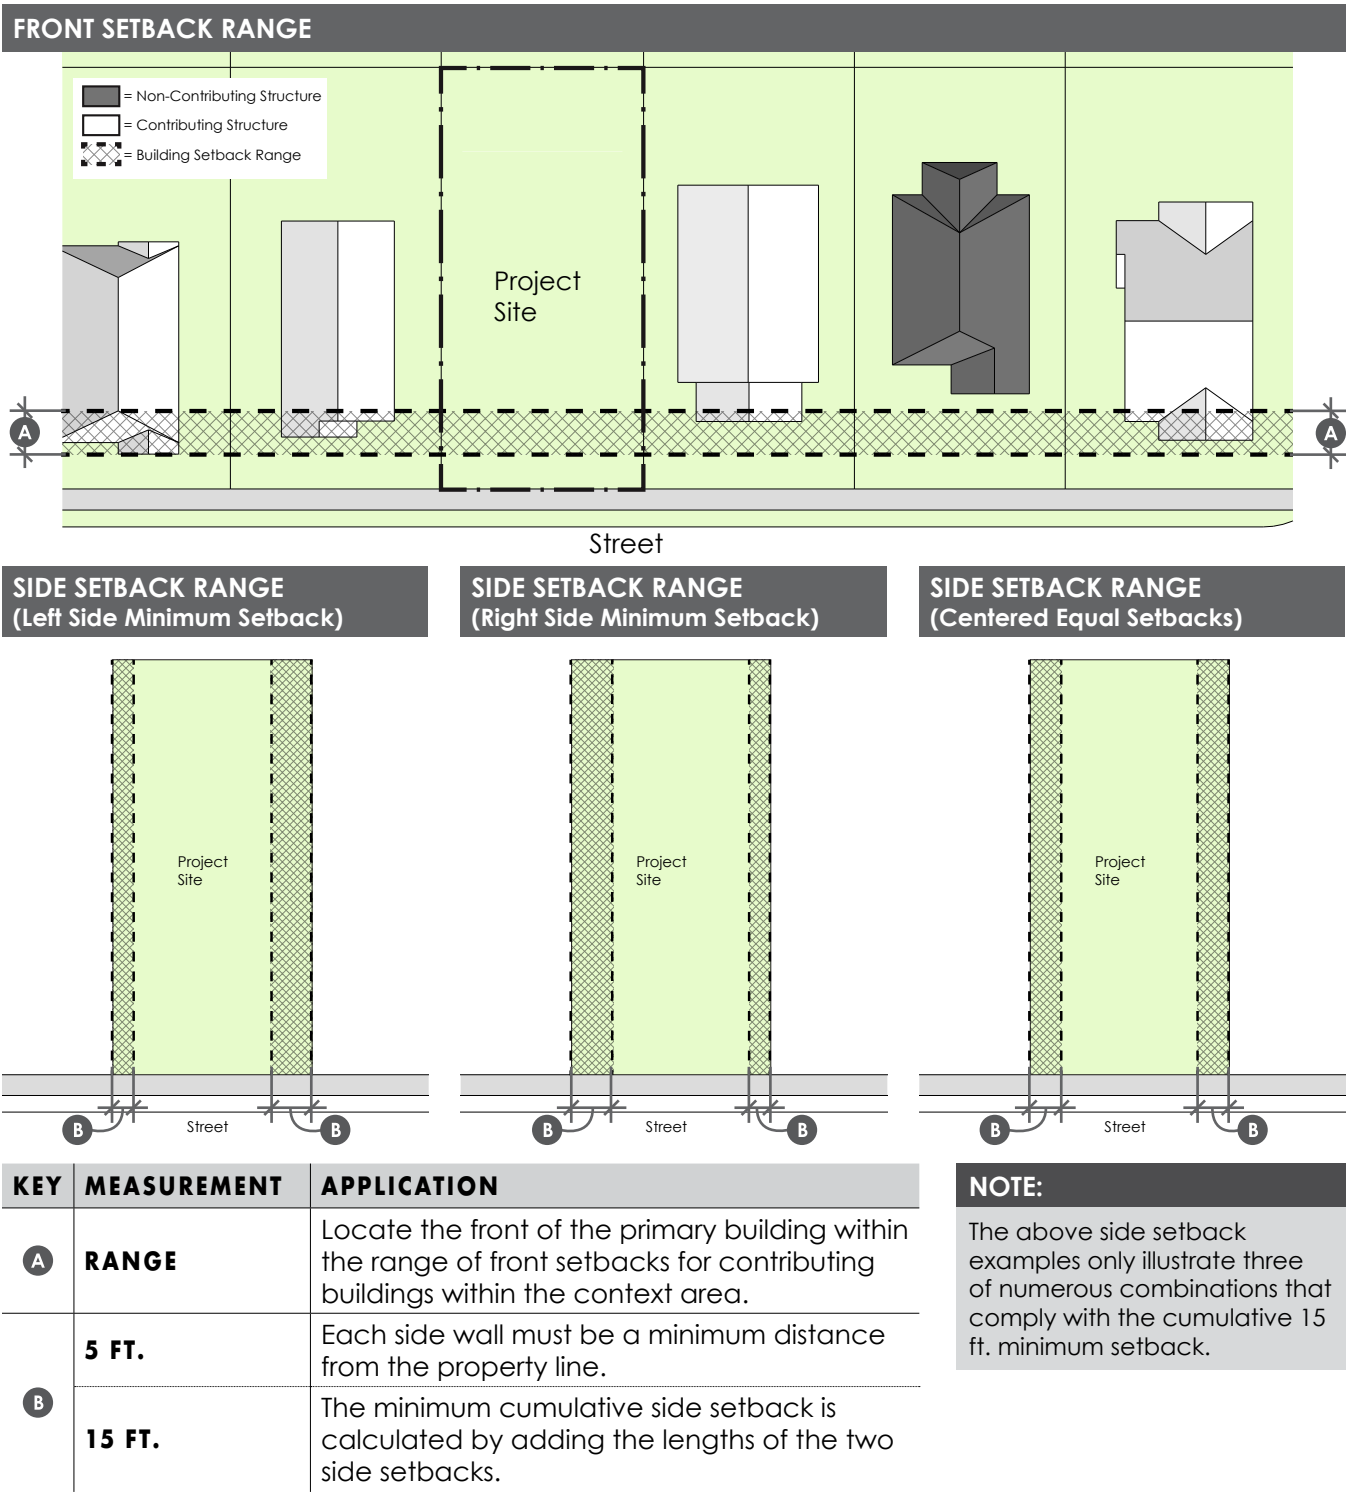 FRONT SETBACK RANGE
= Non-Contributing Structure
= Contributing Structure
= Building Setback Range
Project
Site
A
A
Street
SIDE SETBACK RANGE
(Left Side Minimum Setback)
SIDE SETBACK RANGE
(Right Side Minimum Setback)
SIDE SETBACK RANGE
(Centered Equal Setbacks)
Project
Site
Project
Site
Project
Site
B
Street
B
B
Street
B
B
Street
B
KEY MEASUREMENT APPLICATION
A
RANGE
Locate the front of the primary building within
the range of front setbacks for contributing
buildings within the context area.
B
5 FT.
Each side wall must be a minimum distance
from the property line.
15 FT.
The minimum cumulative side setback is
calculated by adding the lengths of the two
side setbacks.
NOTE:
The above side setback
examples only illustrate three
of numerous combinations that
comply with the cumulative 15
ft. minimum setback.